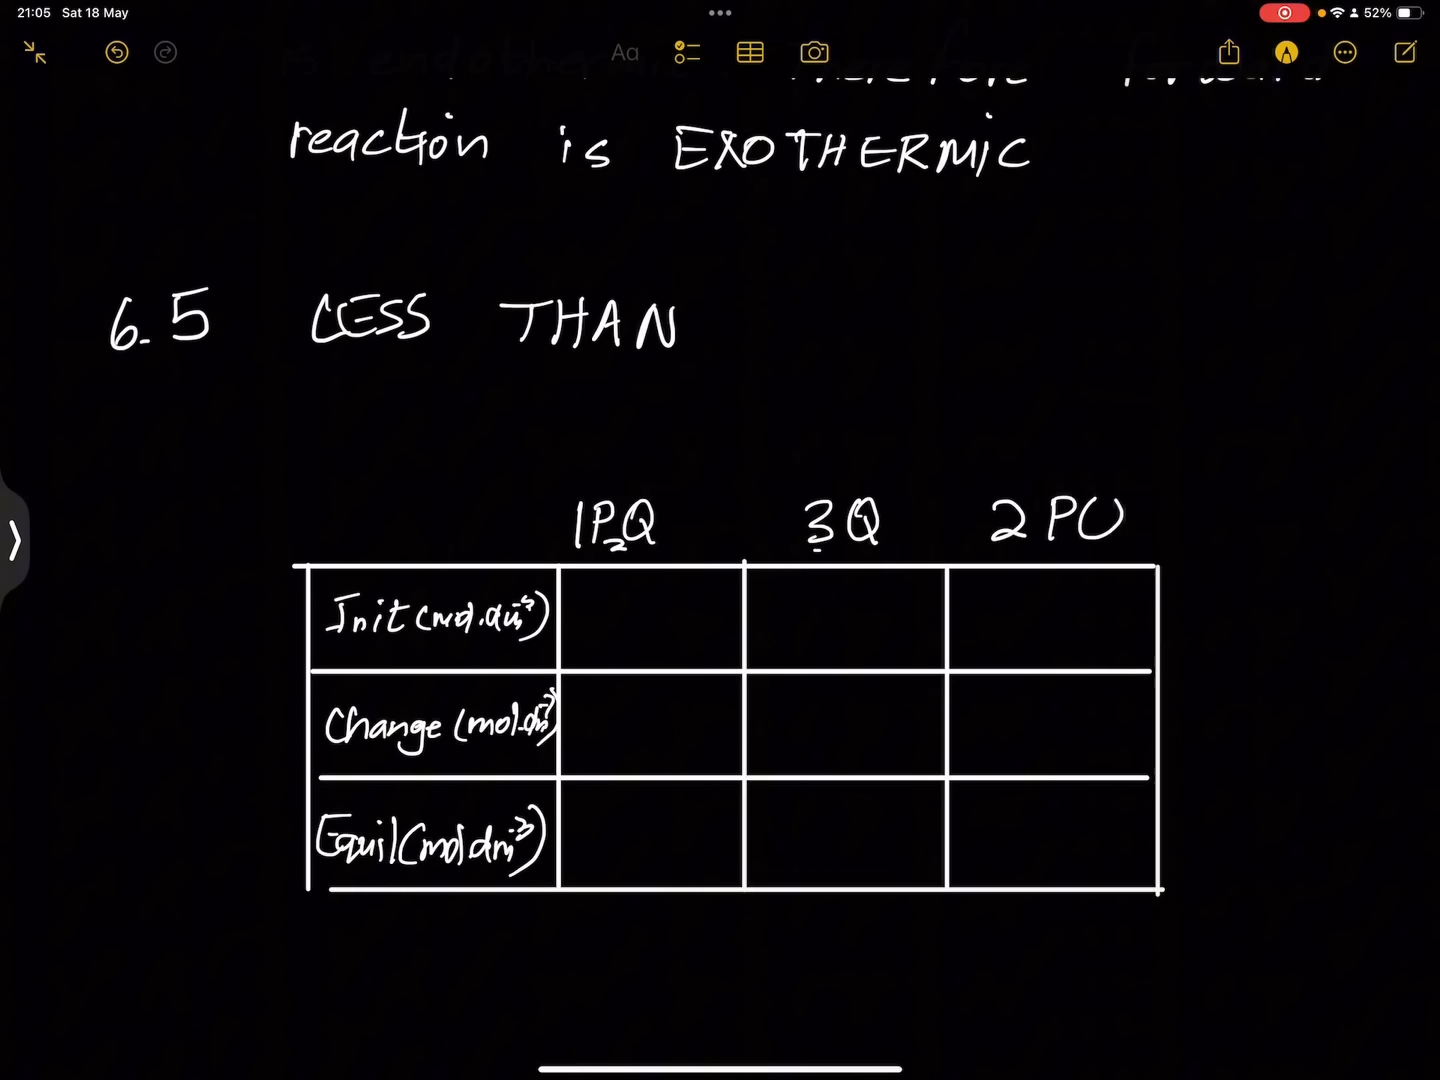 21:05 Sat 18 May
52%
Aa
reaction is EXOTHERMIC
6.5 LESS THAN
1P₂Q 3Q 2PO
Init (mol.dm⁻³)
Change (mol.dm⁻³)
Equil (mol dm⁻³)